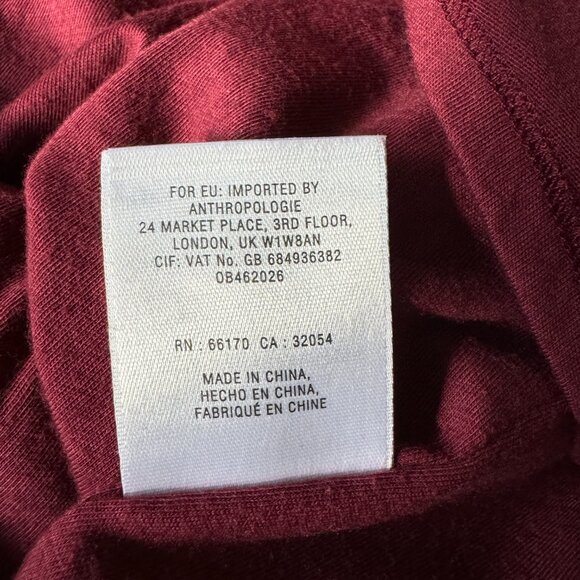 FOR EU: IMPORTED BY
ANTHROPOLOGIE
24 MARKET PLACE, 3RD FLOOR,
LONDON, UK W1W8AN
CIF: VAT No. GB 684936382
OB462026
RN : 66170 CA : 32054
MADE IN CHINA,
HECHO EN CHINA,
FABRIQUÉ EN CHINE